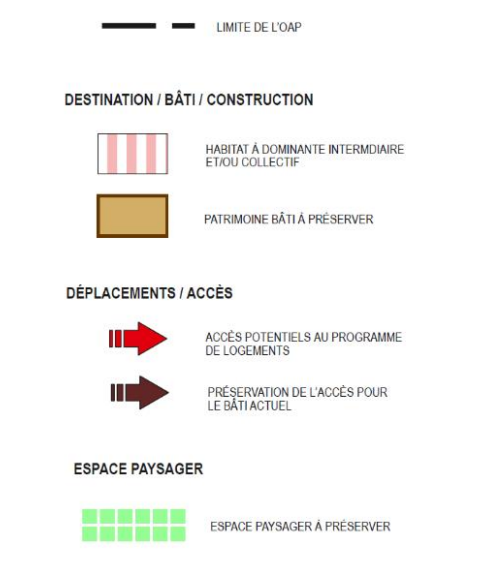 LIMITE DE L'OAP
DESTINATION / BÂTI / CONSTRUCTION
HABITAT À DOMINANTE INTERMDIAIRE
ET/OU COLLECTIF
PATRIMOINE BÂTI À PRÉSERVER
DÉPLACEMENTS / ACCÈS
ACCÈS POTENTIELS AU PROGRAMME
DE LOGEMENTS
PRÉSERVATION DE L'ACCÈS POUR
LE BÂTI ACTUEL
ESPACE PAYSAGER
ESPACE PAYSAGER À PRÉSERVER